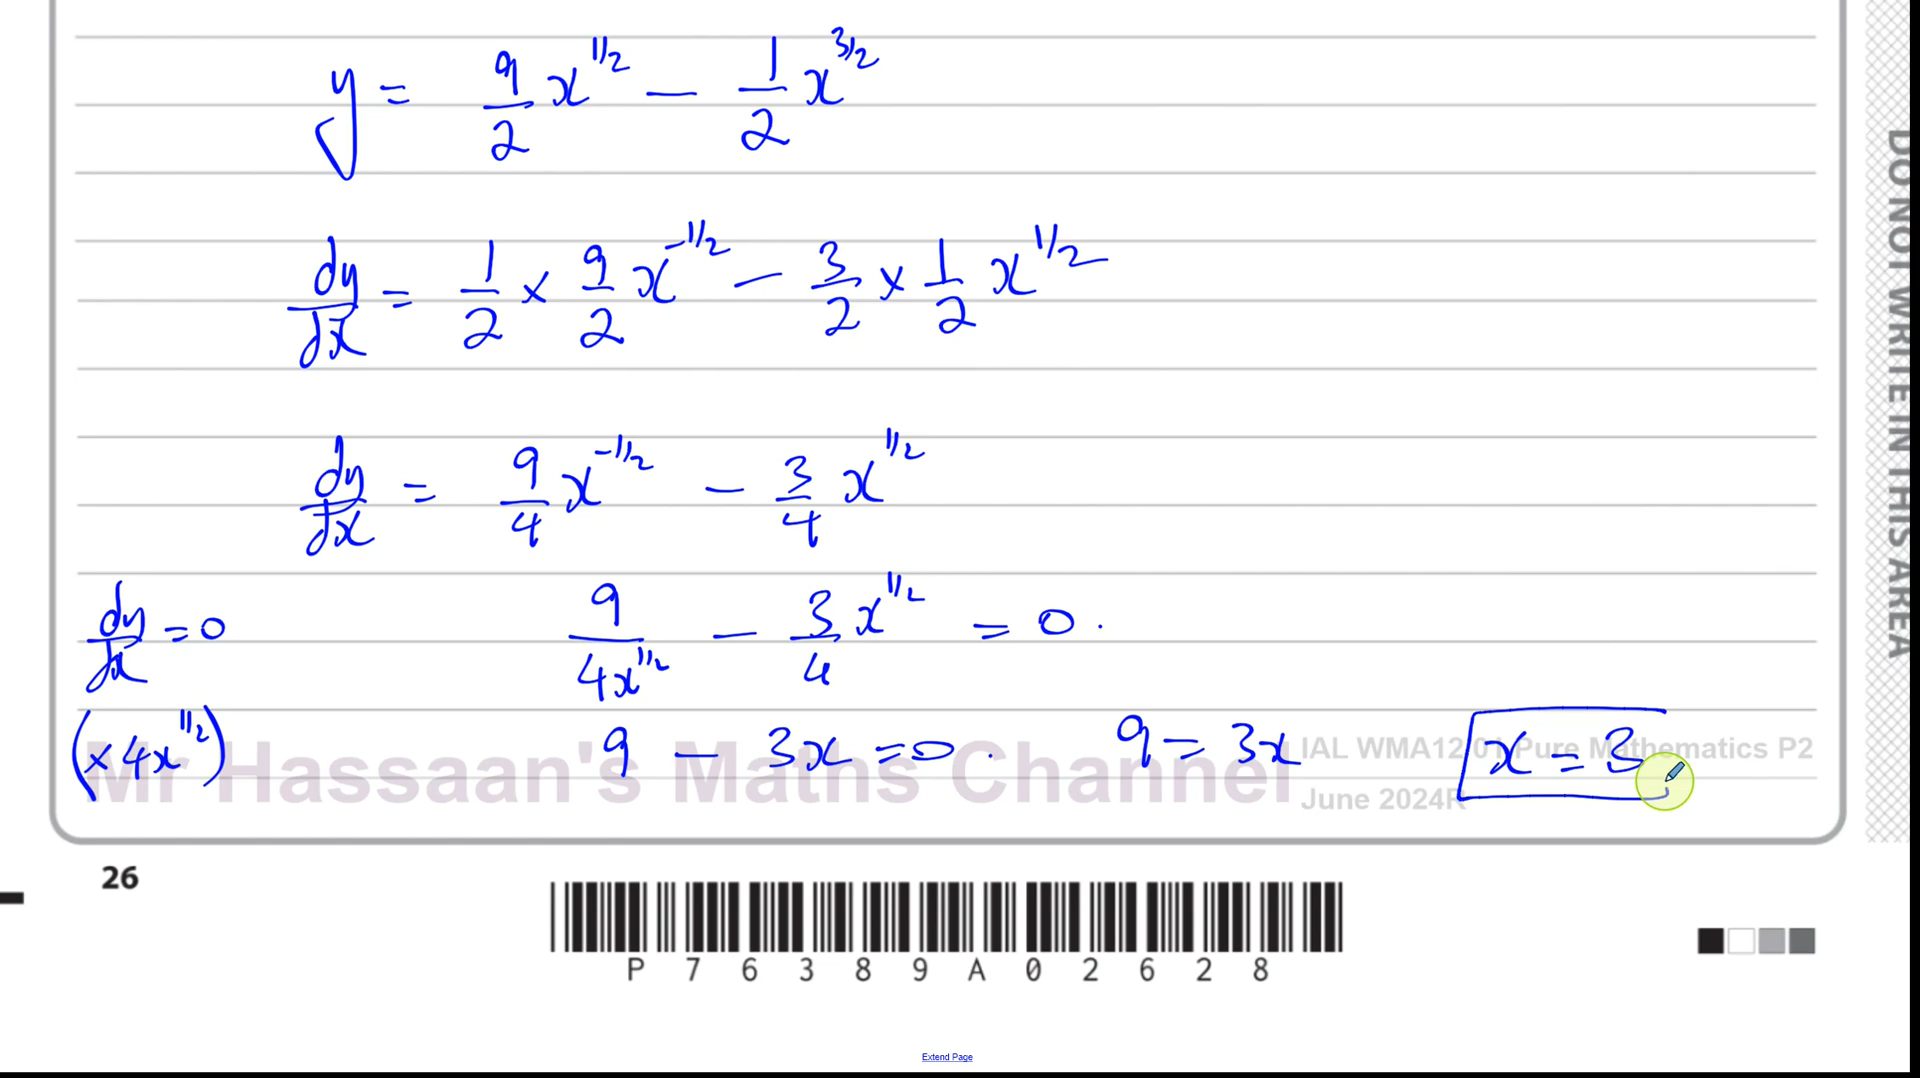 y = 9/2 x^1/2 − 1/2 x^3/2
dy/dx = 1/2 × 9/2 x^-1/2 − 3/2 × 1/2 x^1/2
dy/dx = 9/4 x^-1/2 − 3/4 x^1/2
dy/dx = 0 9/4x^1/2 − 3/4 x^1/2 = 0.
(×4x^1/2) 9 − 3x = 0. 9 = 3x x = 3
Mr Hassaan's Maths Channel
IAL WMA12 01 Pure Mathematics P2
June 2024R
DO NOT WRITE IN THIS AREA
26
P 7 6 3 8 9 A 0 2 6 2 8
Extend Page